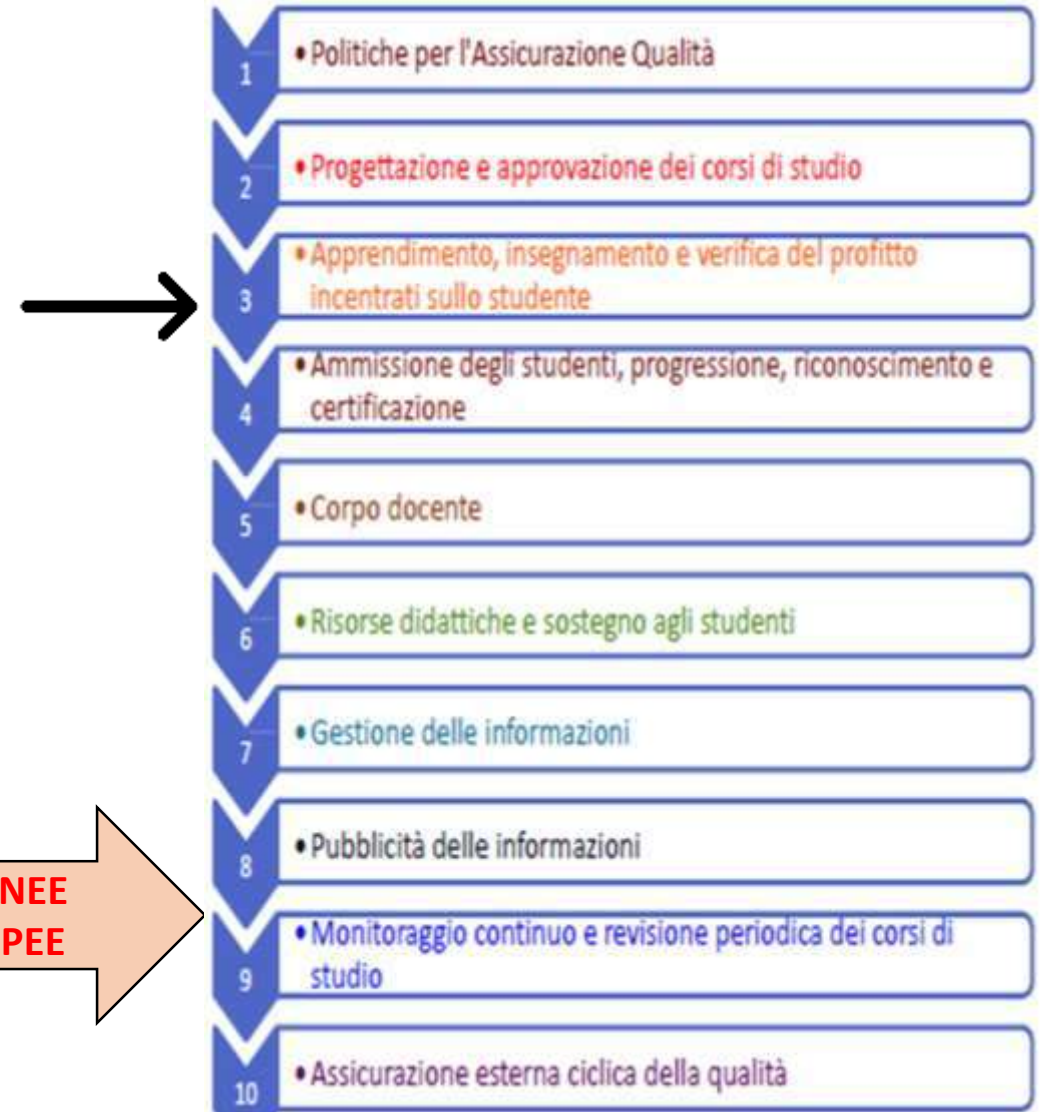 1
• Politiche per l'Assicurazione Qualità
2
• Progettazione e approvazione dei corsi di studio
3
• Apprendimento, insegnamento e verifica del profitto
incentrati sullo studente
4
• Ammissione degli studenti, progressione, riconoscimento e
certificazione
5
• Corpo docente
6
• Risorse didattiche e sostegno agli studenti
7
• Gestione delle informazioni
8
• Pubblicità delle informazioni
NEE
PEE
9
• Monitoraggio continuo e revisione periodica dei corsi di
studio
10
• Assicurazione esterna ciclica della qualità